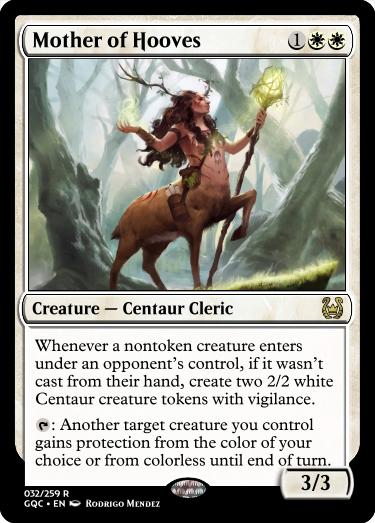 Mother of Hooves 1
Creature — Centaur Cleric
Whenever a nontoken creature enters
under an opponent's control, if it wasn't
cast from their hand, create two 2/2 white
Centaur creature tokens with vigilance.
: Another target creature you control
gains protection from the color of your
choice or from colorless until end of turn.
3/3
032/259 R
GQC • EN Rodrigo Mendez